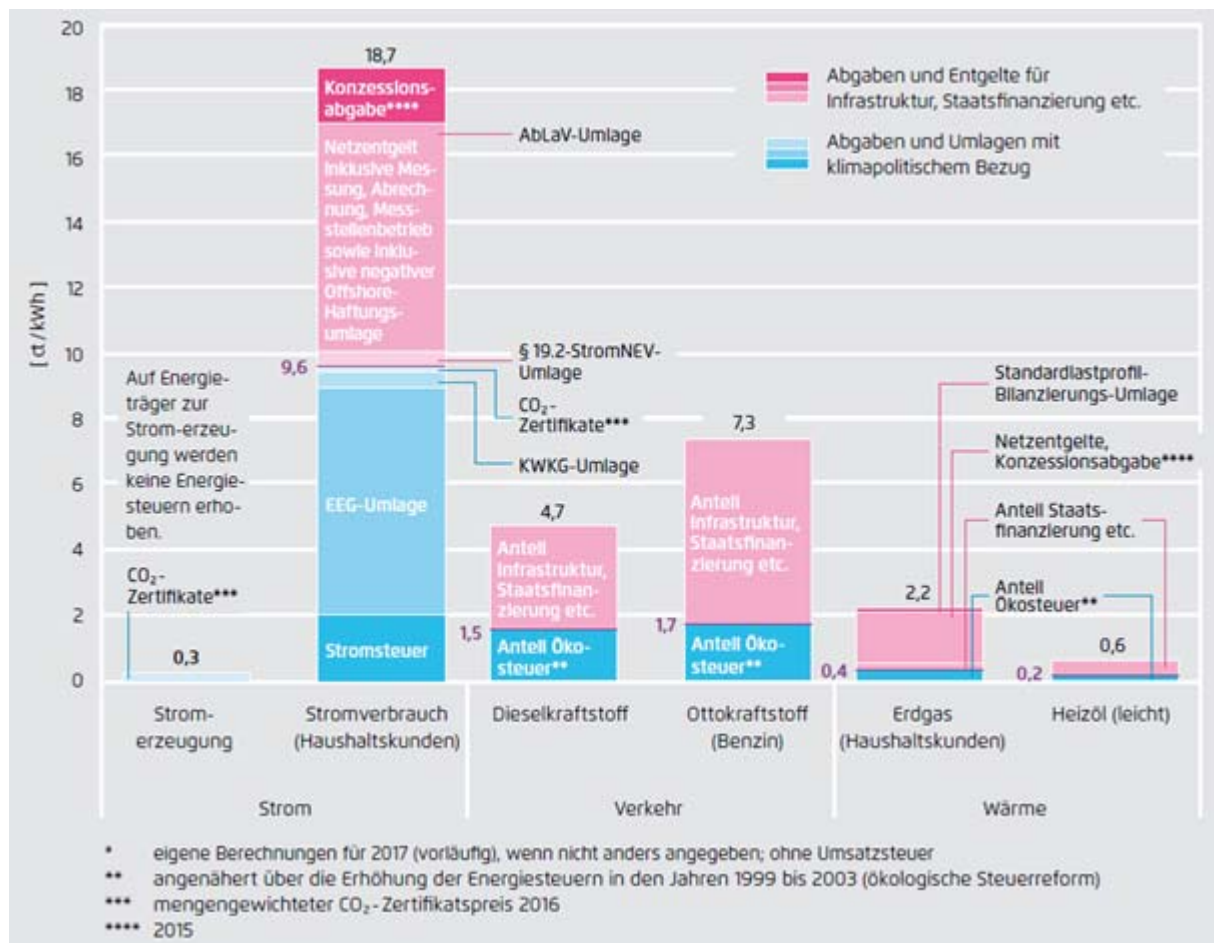 20
18
16
14
12
10
8
6
4
2
0
[ct/kWh]
18,7
Konzessions-
abgabe****
Netzentgelt
inklusive Mes-
sung, Abrech-
nung, Mess-
stellenbetrieb
sowie inklu-
sive negativer
Offshore-
Haftungs-
umlage
9,6
EEG-Umlage
Stromsteuer
AbLaV-Umlage
§ 19.2-StromNEV-
Umlage
CO₂-
Zertifikate***
KWKG-Umlage
Abgaben und Entgelte für
Infrastruktur, Staatsfinanzierung etc.
Abgaben und Umlagen mit
klimapolitischem Bezug
Auf Energie-
träger zur
Strom-erzeu-
gung werden
keine Energie-
steuern erho-
ben.
CO₂-
Zertifikate***
0,3
4,7
Anteil
Infrastruktur,
Staatsfinan-
zierung etc.
1,5
Anteil Öko-
steuer**
7,3
Anteil
Infrastruktur,
Staatsfinan-
zierung etc.
1,7
Anteil Öko-
steuer**
Standardlastprofil-
Bilanzierungs-Umlage
Netzentgelte,
Konzessionsabgabe****
Anteil Staats-
finanzierung etc.
Anteil
Ökosteuer**
2,2
0,4
0,6
0,2
Strom-
erzeugung
Stromverbrauch
(Haushaltskunden)
Dieselkraftstoff
Ottokraftstoff
(Benzin)
Erdgas
(Haushaltskunden)
Heizöl (leicht)
Strom
Verkehr
Wärme
* eigene Berechnungen für 2017 (vorläufig), wenn nicht anders angegeben; ohne Umsatzsteuer
** angenähert über die Erhöhung der Energiesteuern in den Jahren 1999 bis 2003 (ökologische Steuerreform)
*** mengengewichteter CO₂-Zertifikatspreis 2016
**** 2015